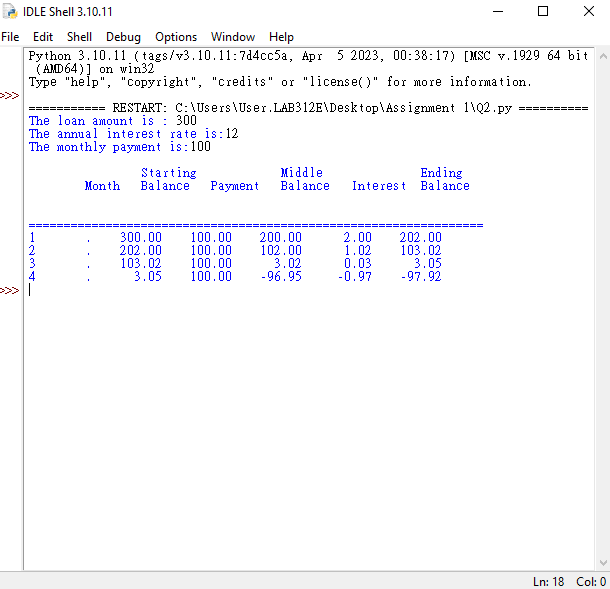 IDLE Shell 3.10.11
File Edit Shell Debug Options Window Help
Python 3.10.11 (tags/v3.10.11:7d4cc5a, Apr  5 2023, 00:38:17) [MSC v.1929 64 bit
 (AMD64)] on win32
Type "help", "copyright", "credits" or "license()" for more information.
>>>
=========== RESTART: C:\Users\User.LAB312E\Desktop\Assignment 1\Q2.py ==========
The loan amount is : 300
The annual interest rate is:12
The monthly payment is:100
Starting Middle Ending
Month Balance Payment Balance Interest Balance
=================================================================
1 . 300.00 100.00 200.00 2.00 202.00
2 . 202.00 100.00 102.00 1.02 103.02
3 . 103.02 100.00 3.02 0.03 3.05
4 . 3.05 100.00 -96.95 -0.97 -97.92
>>>
Ln: 18 Col: 0